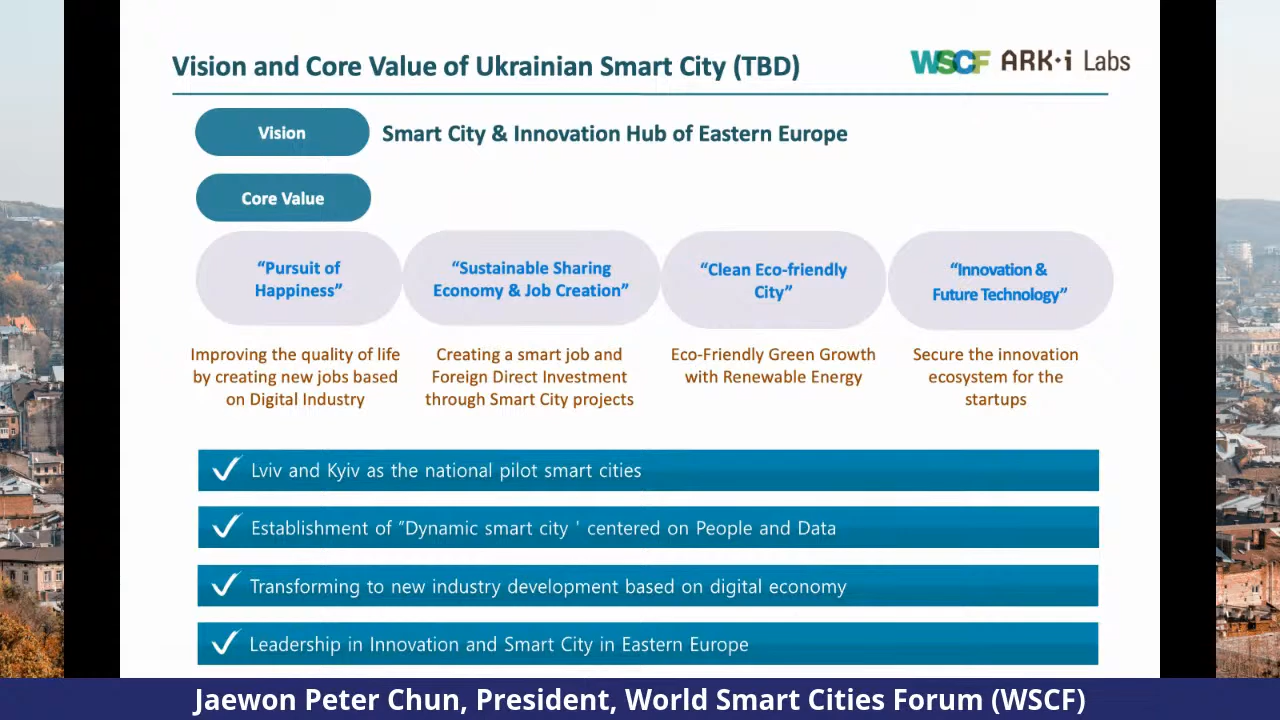 Vision and Core Value of Ukrainian Smart City (TBD)
WSCF ARK·i Labs
Vision
Smart City & Innovation Hub of Eastern Europe
Core Value
“Pursuit of
Happiness”
“Sustainable Sharing
Economy & Job Creation”
“Clean Eco-friendly
City”
“Innovation &
Future Technology”
Improving the quality of life
by creating new jobs based
on Digital Industry
Creating a smart job and
Foreign Direct Investment
through Smart City projects
Eco-Friendly Green Growth
with Renewable Energy
Secure the innovation
ecosystem for the
startups
Lviv and Kyiv as the national pilot smart cities
Establishment of ″Dynamic smart city ' centered on People and Data
Transforming to new industry development based on digital economy
Leadership in Innovation and Smart City in Eastern Europe
Jaewon Peter Chun, President, World Smart Cities Forum (WSCF)